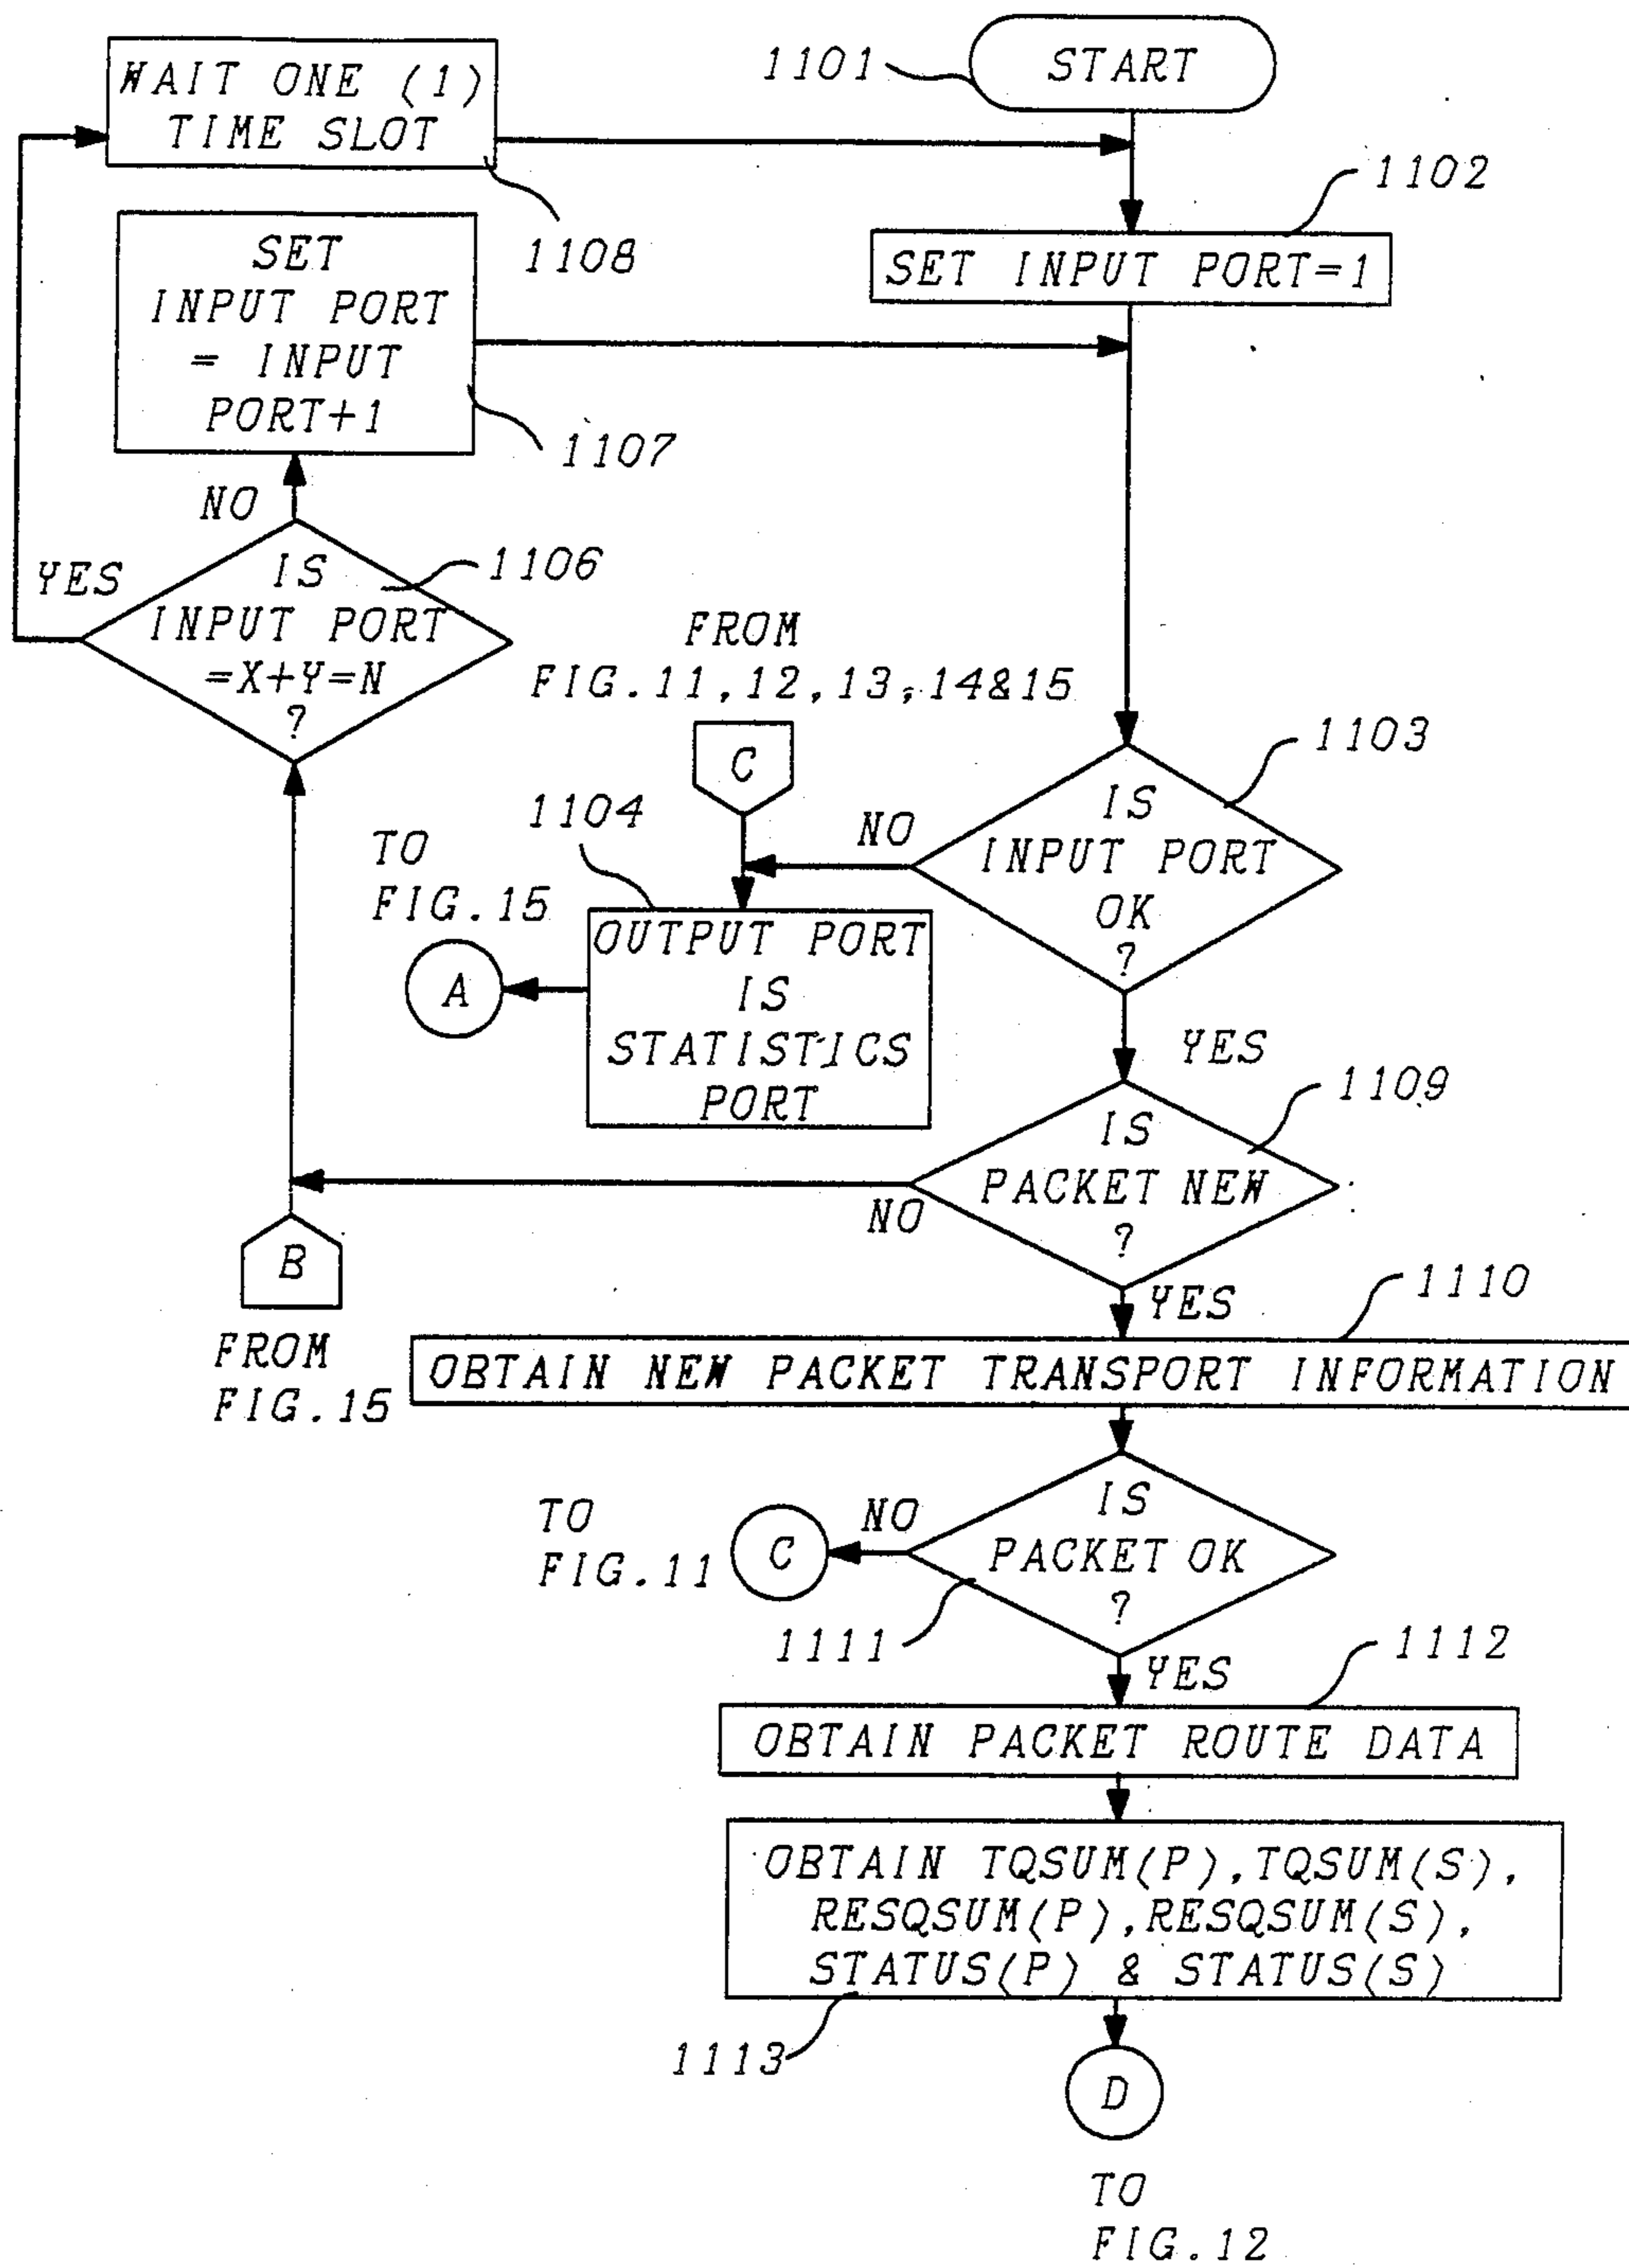 1101
START
WAIT ONE (1)
TIME SLOT
1108
1102
SET INPUT PORT=1
SET
INPUT PORT
= INPUT
PORT+1
1107
NO
YES
IS
INPUT PORT
=X+Y=N
?
1106
FROM
FIG.11,12,13,14&15
C
1103
IS
INPUT PORT
OK
?
NO
1104
TO
FIG.15
A
OUTPUT PORT
IS
STATISTICS
PORT
YES
1109
IS
PACKET NEW
?
NO
B
FROM
FIG.15
YES
1110
OBTAIN NEW PACKET TRANSPORT INFORMATION
IS
PACKET OK
?
NO
C
TO
FIG.11
1111
YES
1112
OBTAIN PACKET ROUTE DATA
OBTAIN TQSUM(P),TQSUM(S),
RESQSUM(P),RESQSUM(S),
STATUS(P) & STATUS(S)
1113
D
TO
FIG.12